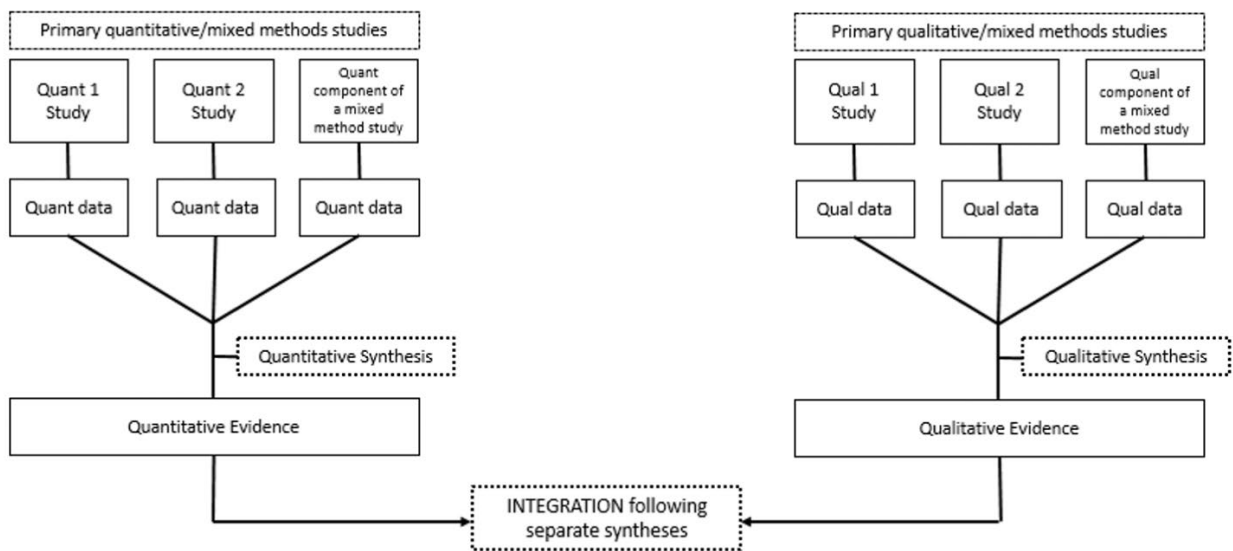 Primary quantitative/mixed methods studies
Quant 1
Study
Quant 2
Study
Quant
component of
a mixed
method study
Quant data
Quant data
Quant data
Quantitative Synthesis
Quantitative Evidence
Primary qualitative/mixed methods studies
Qual 1
Study
Qual 2
Study
Qual
component of
a mixed
method study
Qual data
Qual data
Qual data
Qualitative Synthesis
Qualitative Evidence
INTEGRATION following
separate syntheses